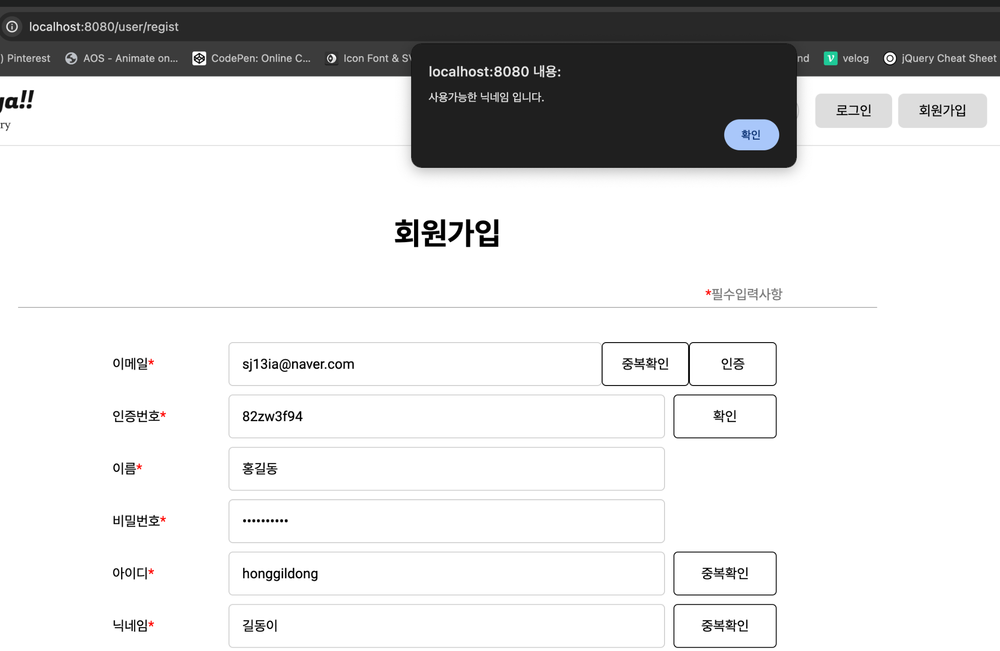 localhost:8080/user/regist
) Pinterest AOS - Animate on... CodePen: Online C... Icon Font & SV nd velog jQuery Cheat Sheet
localhost:8080 내용:
사용가능한 닉네임 입니다.
확인
ya!!
ry
로그인 회원가입
회원가입
*필수입력사항
이메일* sj13ia@naver.com 중복확인 인증
인증번호* 82zw3f94 확인
이름* 홍길동
비밀번호* ••••••••••
아이디* honggildong 중복확인
닉네임* 길동이 중복확인